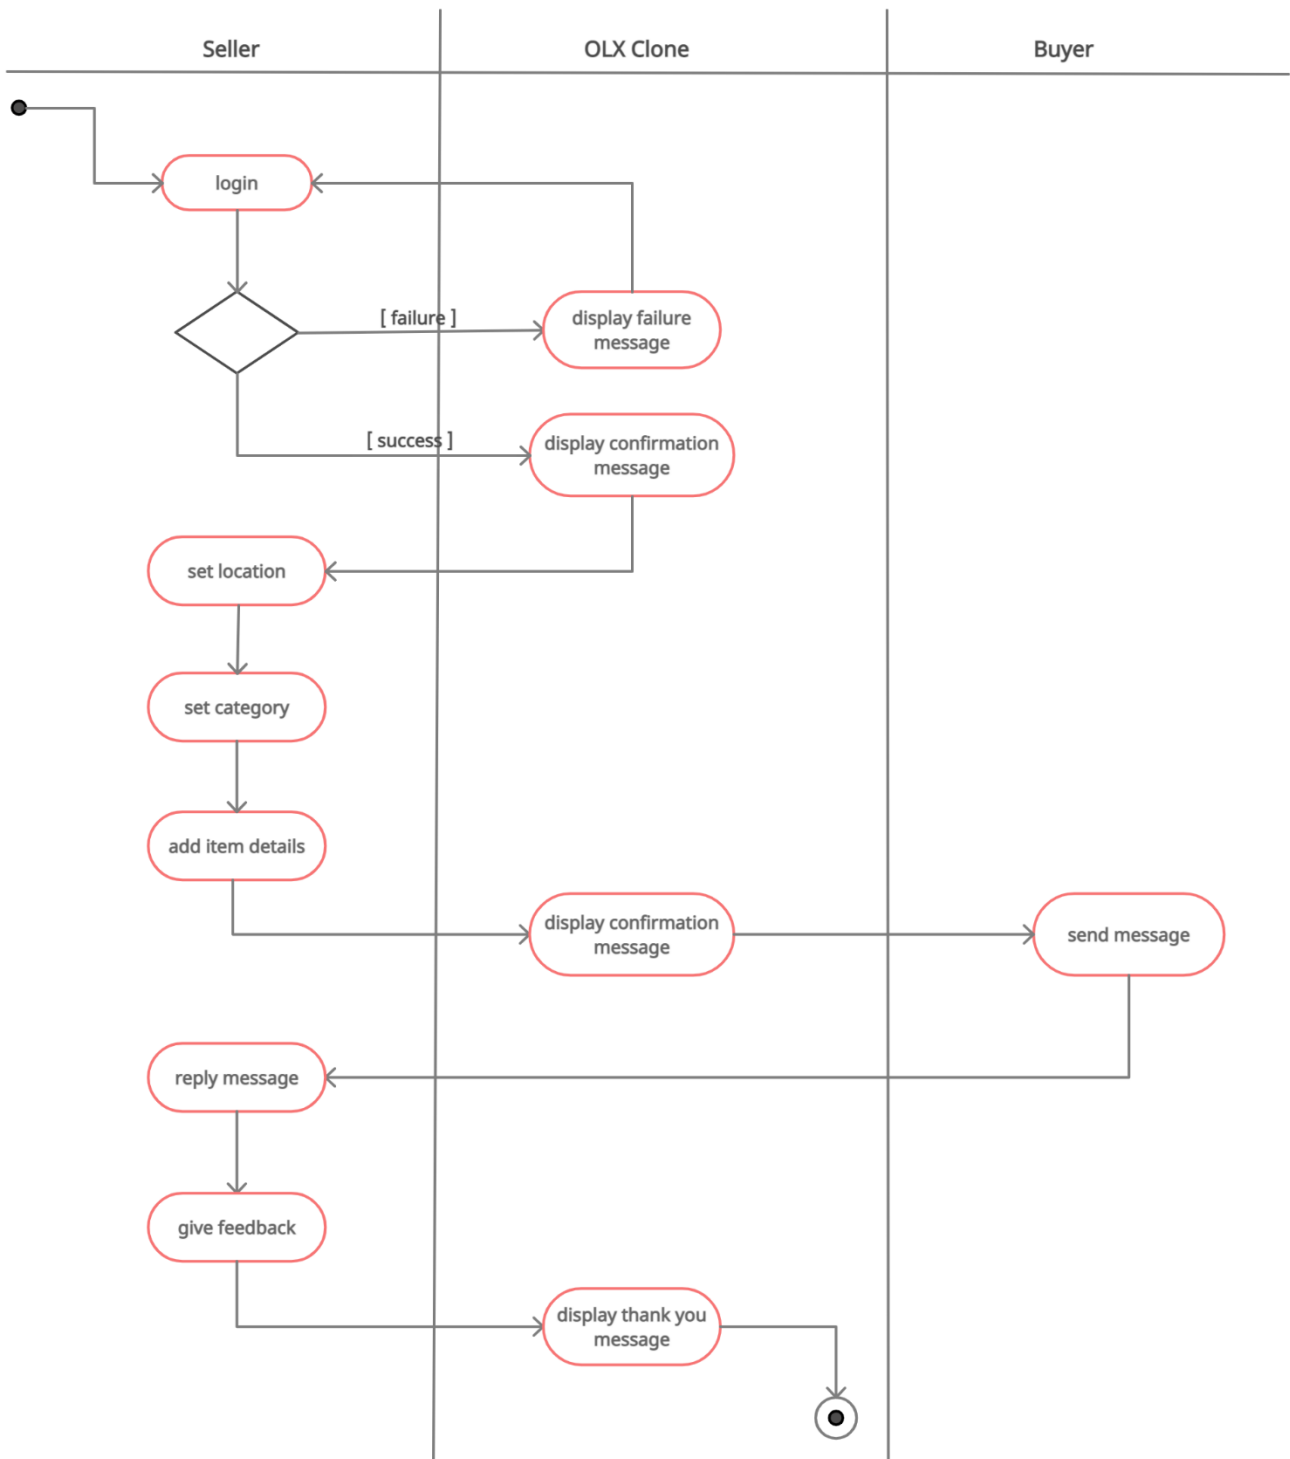 Seller
OLX Clone
Buyer
login
[ failure ]
display failure
message
[ success ]
display confirmation
message
set location
set category
add item details
display confirmation
message
send message
reply message
give feedback
display thank you
message